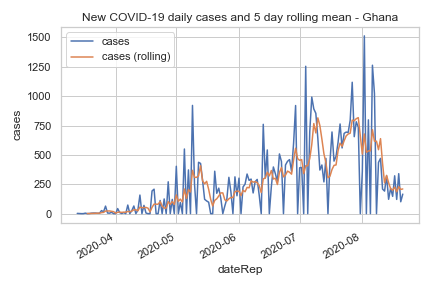 New COVID-19 daily cases and 5 day rolling mean - Ghana
cases
cases (rolling)
1500
1250
1000
750
500
250
0
cases
2020-04
2020-05
2020-06
2020-07
2020-08
dateRep